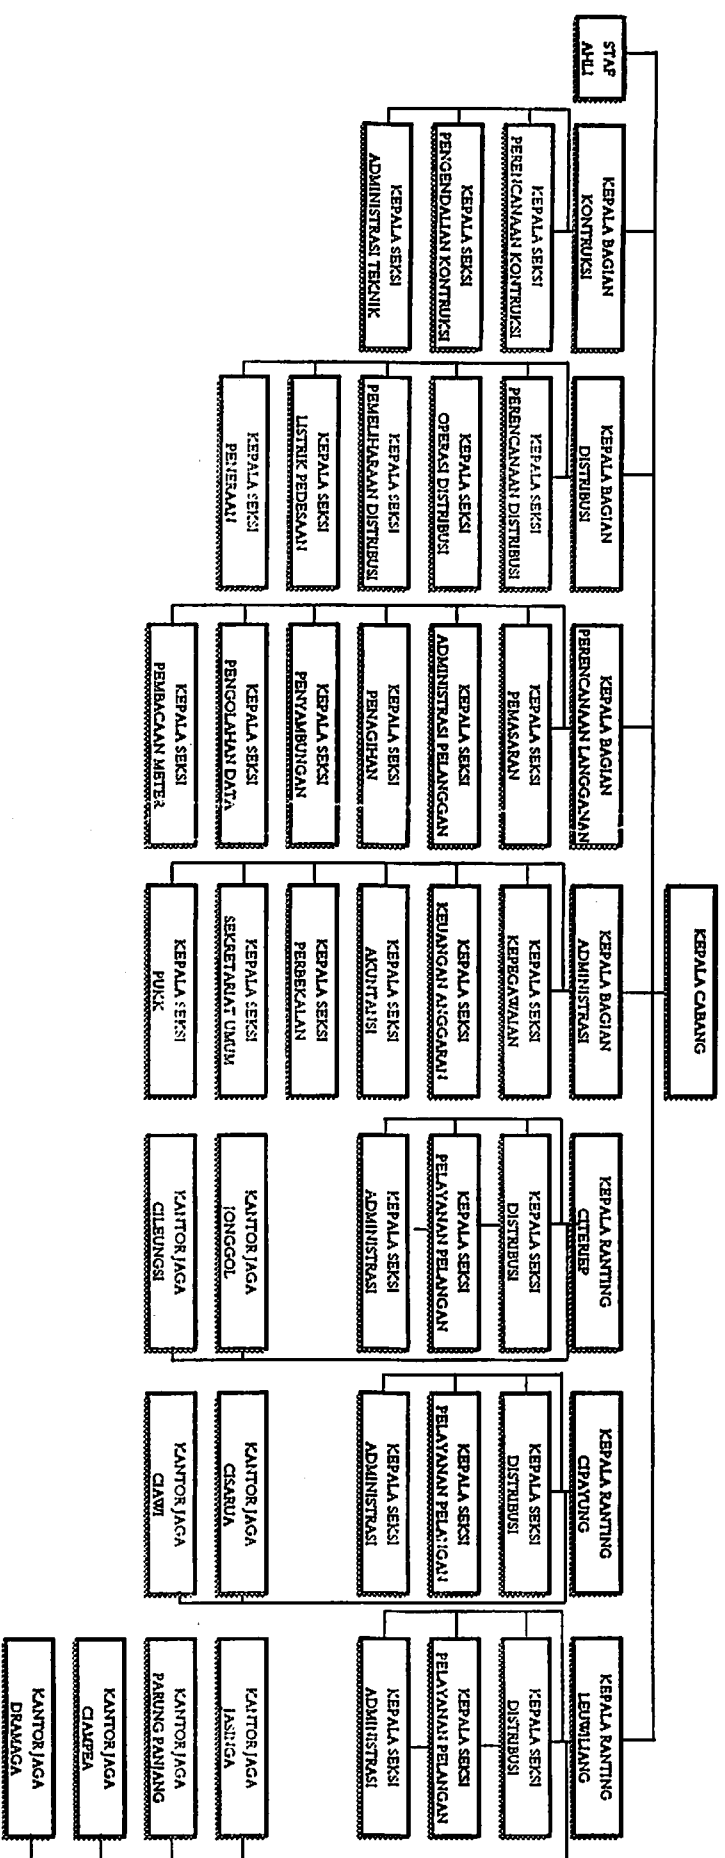 KEPALA CABANG
STAF
AHLI
KEPALA BAGIAN
KONTRUKSI
KEPALA SEKSI
PERENCANAAN KONTRUKSI
KEPALA SEKSI
PENGENDALIAN KONTRUKSI
KEPALA SEKSI
ADMINISTRASI TEKNIK
KEPALA BAGIAN
DISTRIBUSI
KEPALA SEKSI
PERENCANAAN DISTRIBUSI
KEPALA SEKSI
OPERASI DISTRIBUSI
KEPALA SEKSI
PEMELIHARAAN DISTRIBUSI
KEPALA SEKSI
LISTRIK PEDESAAN
KEPALA SEKSI
PENERAAN
KEPALA BAGIAN
PERENCANAAN LANGGANAN
KEPALA SEKSI
PEMASARAN
KEPALA SEKSI
ADMINISTRASI PELANGGAN
KEPALA SEKSI
PENAGIHAN
KEPALA SEKSI
PENYAMBUNGAN
KEPALA SEKSI
PENGOLAHAN DATA
KEPALA SEKSI
PEMBACAAN METER
KEPALA BAGIAN
ADMINISTRASI
KEPALA SEKSI
KEPEGAWAIAN
KEPALA SEKSI
KEUANGAN ANGGARAN
KEPALA SEKSI
AKUNTANSI
KEPALA SEKSI
PERBEKALAN
KEPALA SEKSI
SEKRETARIAT UMUM
KEPALA SEKSI
PUKK
KEPALA RANTING
CITERIEP
KEPALA SEKSI
DISTRIBUSI
KEPALA SEKSI
PELAYANAN PELANGAN
KEPALA SEKSI
ADMINISTRASI
KANTOR JAGA
JONGGOL
KANTOR JAGA
CILEUNGSI
KEPALA RANTING
CIPAYUNG
KEPALA SEKSI
DISTRIBUSI
KEPALA SEKSI
PELAYANAN PELANGAN
KEPALA SEKSI
ADMINISTRASI
KANTOR JAGA
CISARUA
KANTOR JAGA
CIAWI
KEPALA RANTING
LEUWILIANG
KEPALA SEKSI
DISTRIBUSI
KEPALA SEKSI
PELAYANAN PELANGAN
KEPALA SEKSI
ADMINISTRASI
KANTOR JAGA
JASINGA
KANTOR JAGA
PARUNG PANJANG
KANTOR JAGA
CIAMPEA
KANTOR JAGA
DRAMAGA